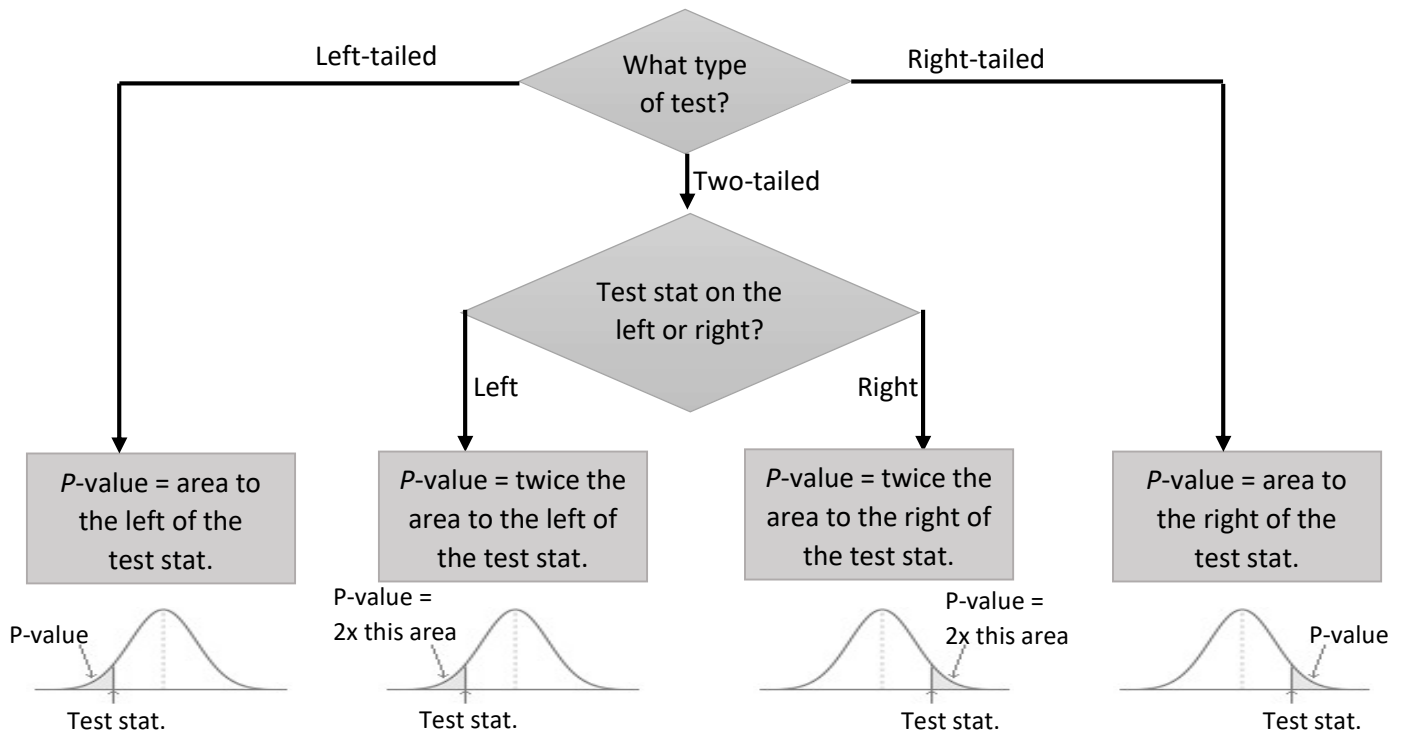 What type
of test?
Left-tailed
Right-tailed
Two-tailed
Test stat on the
left or right?
Left
Right
P-value = area to
the left of the
test stat.
P-value = twice the
area to the left of
the test stat.
P-value = twice the
area to the right of
the test stat.
P-value = area to
the right of the
test stat.
P-value
Test stat.
P-value =
2x this area
Test stat.
P-value =
2x this area
Test stat.
P-value
Test stat.